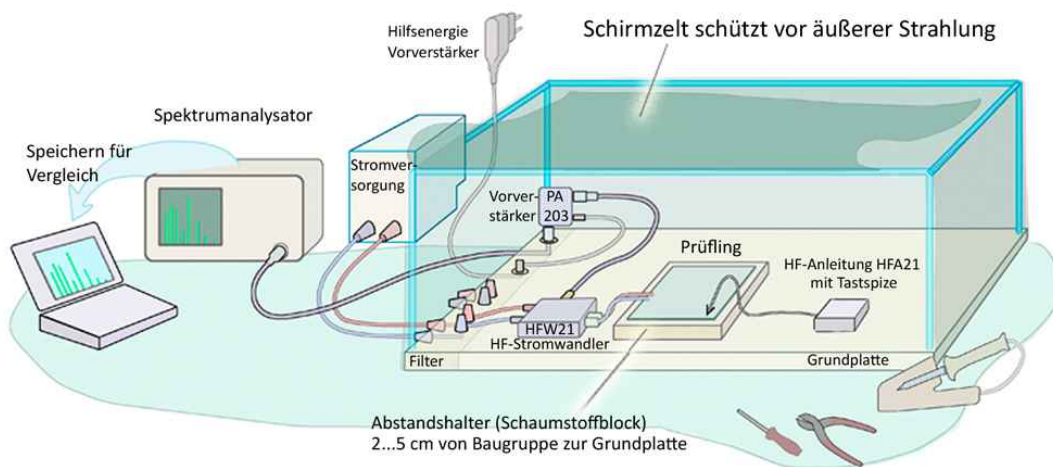 Hilfsenergie
Vorverstärker
Schirmzelt schützt vor äußerer Strahlung
Spektrumanalysator
Speichern für
Vergleich
Stromver-
sorgung
Vorver-
stärker
PA
203
Prüfling
HF-Anleitung HFA21
mit Tastspize
HFW21
HF-Stromwandler
Filter
Grundplatte
Abstandshalter (Schaumstoffblock)
2...5 cm von Baugruppe zur Grundplatte